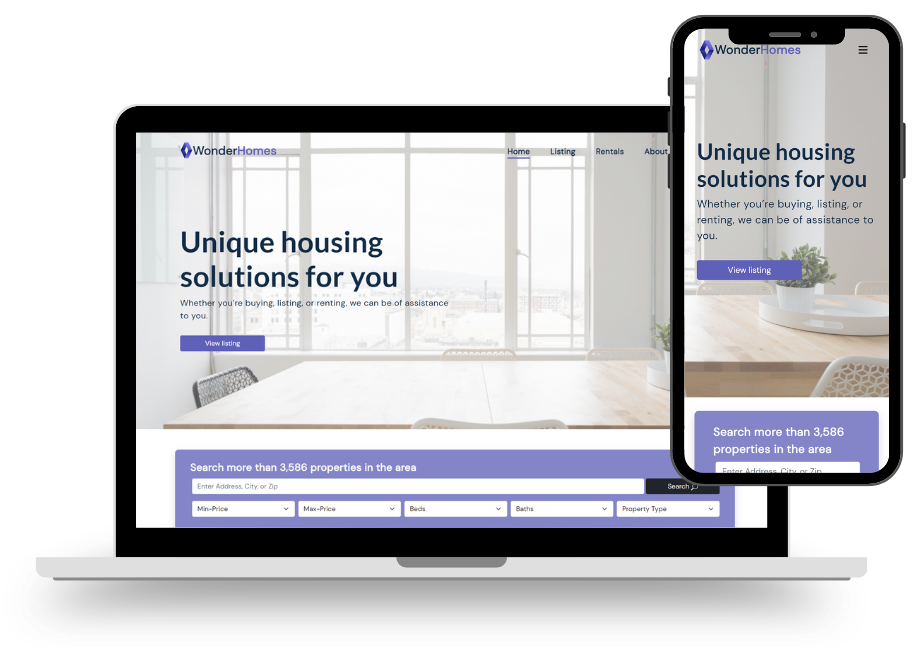 WonderHomes
Home Listing Rentals About
Unique housing
solutions for you
Whether you're buying, listing, or renting, we can be of assistance
to you.
View listing
Search more than 3,586 properties in the area
Enter Address, City, or Zip
Search
Min-Price Max-Price Beds Baths Property Type
WonderHomes
Unique housing
solutions for you
Whether you're buying, listing, or
renting, we can be of assistance to
you.
View listing
Search more than 3,586
properties in the area
Enter Address, City, or Zip